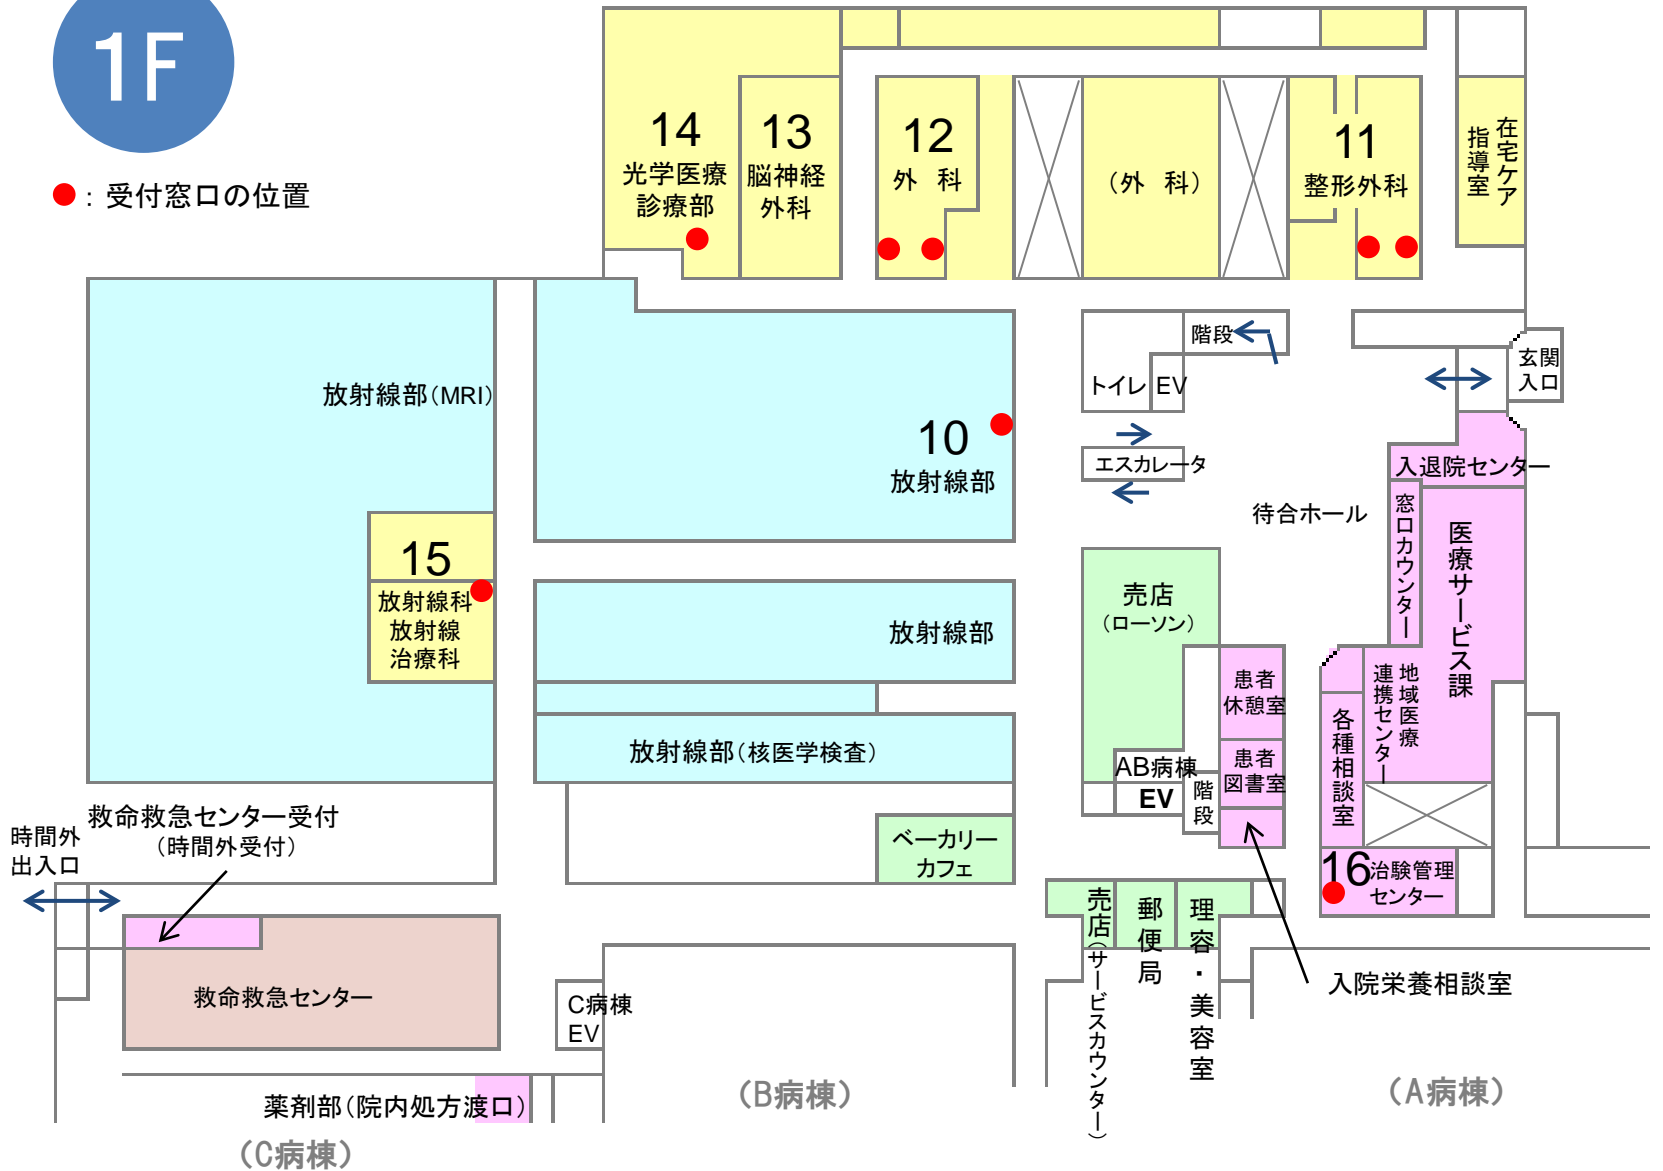 1F
●：受付窓口の位置
14
光学医療
診療部
13
脳神経
外科
12
外　科
（外　科）
11
整形外科
在宅ケア
指導室
階段
トイレ
EV
玄関
入口
放射線部（MRI）
10
放射線部
エスカレータ
待合ホール
入退院センター
窓口カウンター
医療サービス課
15
放射線科
放射線
治療科
放射線部
売店
（ローソン）
患者
休憩室
地域医療
連携センター
各種相談室
放射線部（核医学検査）
AB病棟
EV
階段
患者
図書室
時間外
出入口
救命救急センター受付
（時間外受付）
ベーカリー
カフェ
16
治験管理
センター
売店（サービスカウンター）
郵便局
理容・美容室
入院栄養相談室
救命救急センター
C病棟
EV
薬剤部（院内処方渡口）
（B病棟）
（A病棟）
（C病棟）